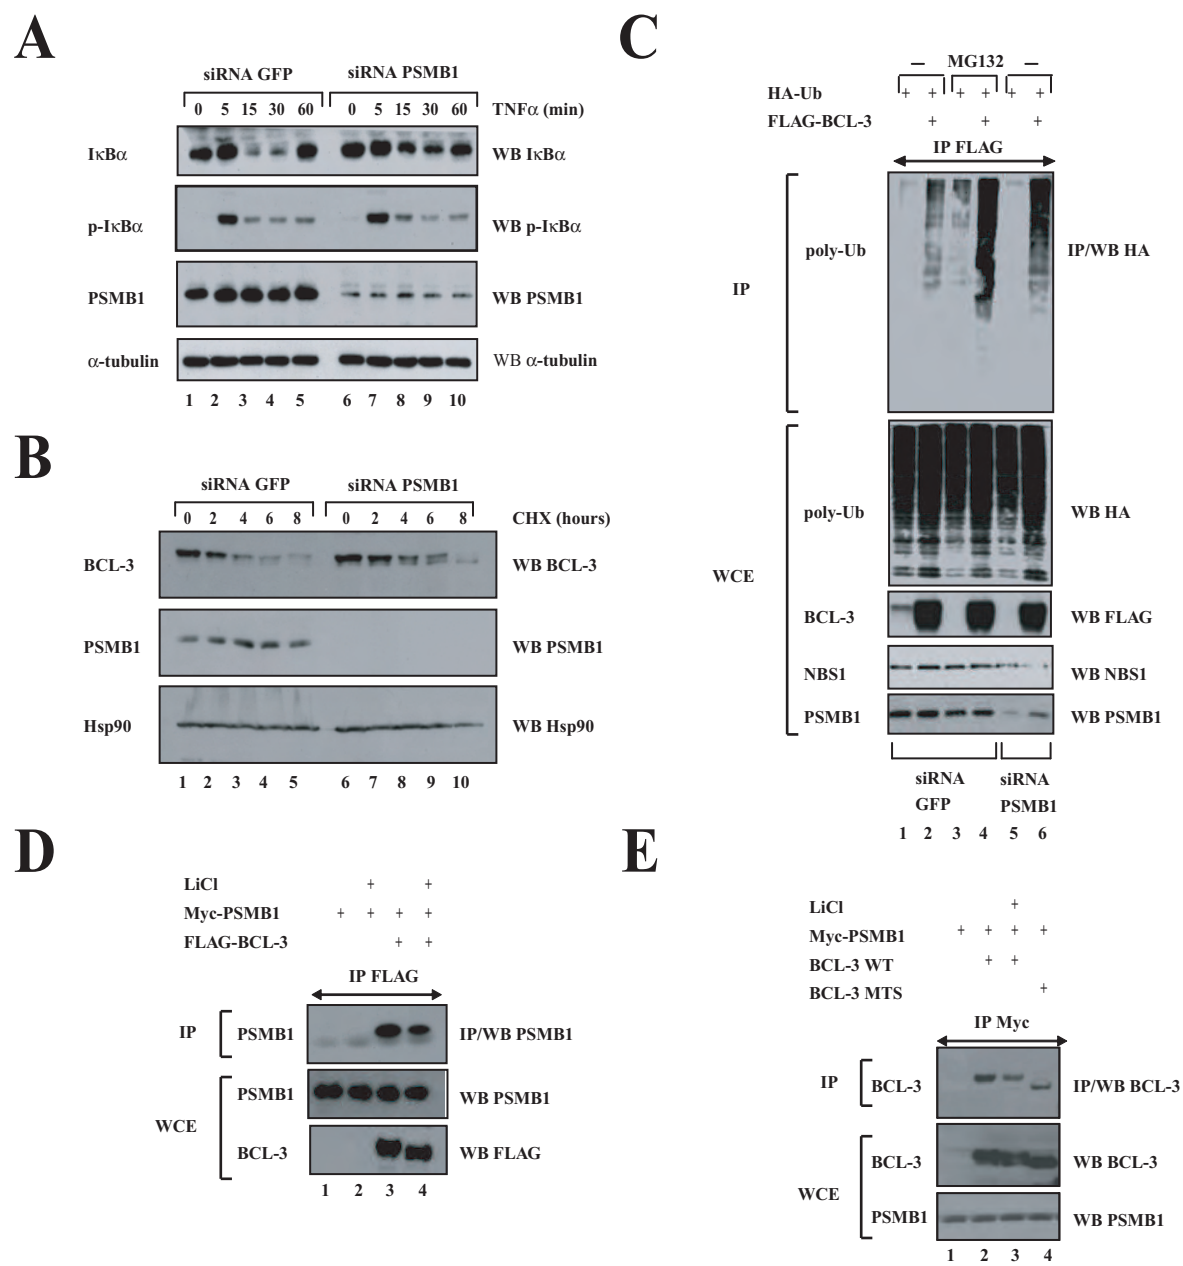 A
siRNA GFP siRNA PSMB1
0 5 15 30 60 0 5 15 30 60 TNFα (min)
IκBα WB IκBα
p-IκBα WB p-IκBα
PSMB1 WB PSMB1
α-tubulin WB α-tubulin
1 2 3 4 5 6 7 8 9 10
B
siRNA GFP siRNA PSMB1
0 2 4 6 8 0 2 4 6 8 CHX (hours)
BCL-3 WB BCL-3
PSMB1 WB PSMB1
Hsp90 WB Hsp90
1 2 3 4 5 6 7 8 9 10
C
– MG132 –
HA-Ub + + + + + +
FLAG-BCL-3 + + +
IP FLAG
IP poly-Ub IP/WB HA
poly-Ub WB HA
WCE
BCL-3 WB FLAG
NBS1 WB NBS1
PSMB1 WB PSMB1
siRNA siRNA
GFP PSMB1
1 2 3 4 5 6
D
LiCl + +
Myc-PSMB1 + + + +
FLAG-BCL-3 + +
IP FLAG
IP PSMB1 IP/WB PSMB1
PSMB1 WB PSMB1
WCE
BCL-3 WB FLAG
1 2 3 4
E
LiCl +
Myc-PSMB1 + + + +
BCL-3 WT + +
BCL-3 MTS +
IP Myc
IP BCL-3 IP/WB BCL-3
BCL-3 WB BCL-3
WCE
PSMB1 WB PSMB1
1 2 3 4